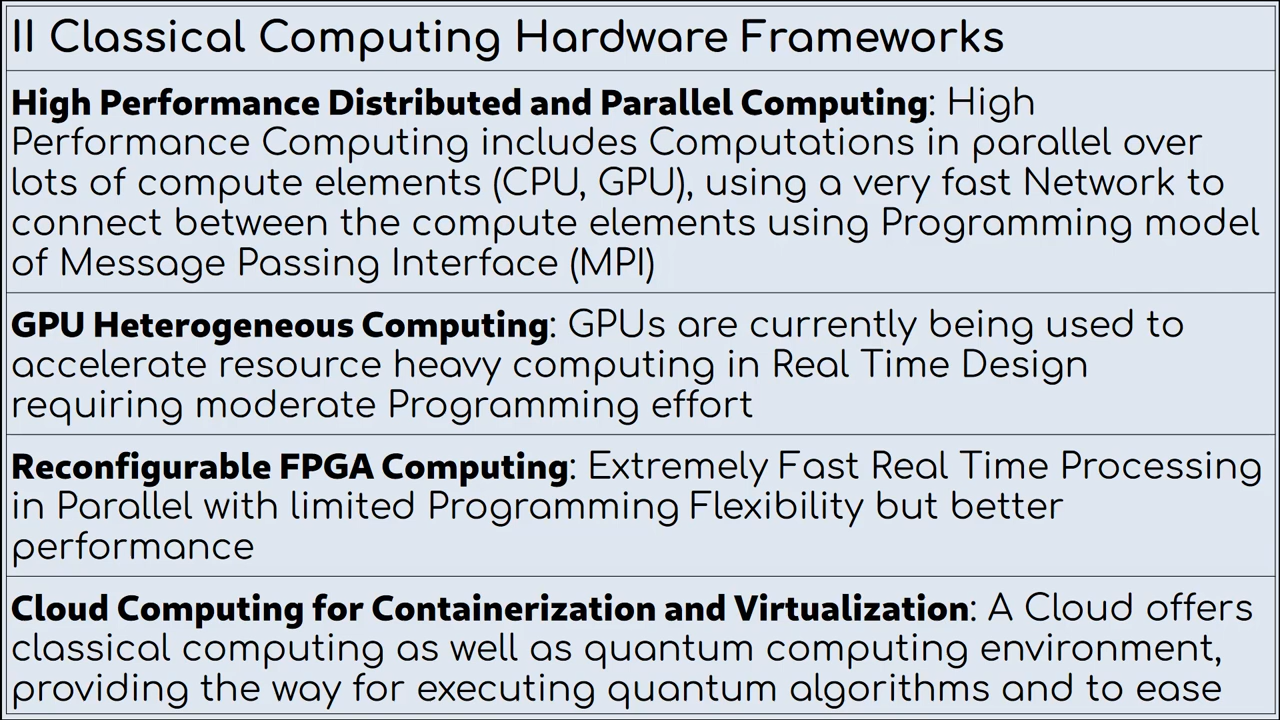 II Classical Computing Hardware Frameworks
High Performance Distributed and Parallel Computing: High
Performance Computing includes Computations in parallel over
lots of compute elements (CPU, GPU), using a very fast Network to
connect between the compute elements using Programming model
of Message Passing Interface (MPI)
GPU Heterogeneous Computing: GPUs are currently being used to
accelerate resource heavy computing in Real Time Design
requiring moderate Programming effort
Reconfigurable FPGA Computing: Extremely Fast Real Time Processing
in Parallel with limited Programming Flexibility but better
performance
Cloud Computing for Containerization and Virtualization: A Cloud offers
classical computing as well as quantum computing environment,
providing the way for executing quantum algorithms and to ease